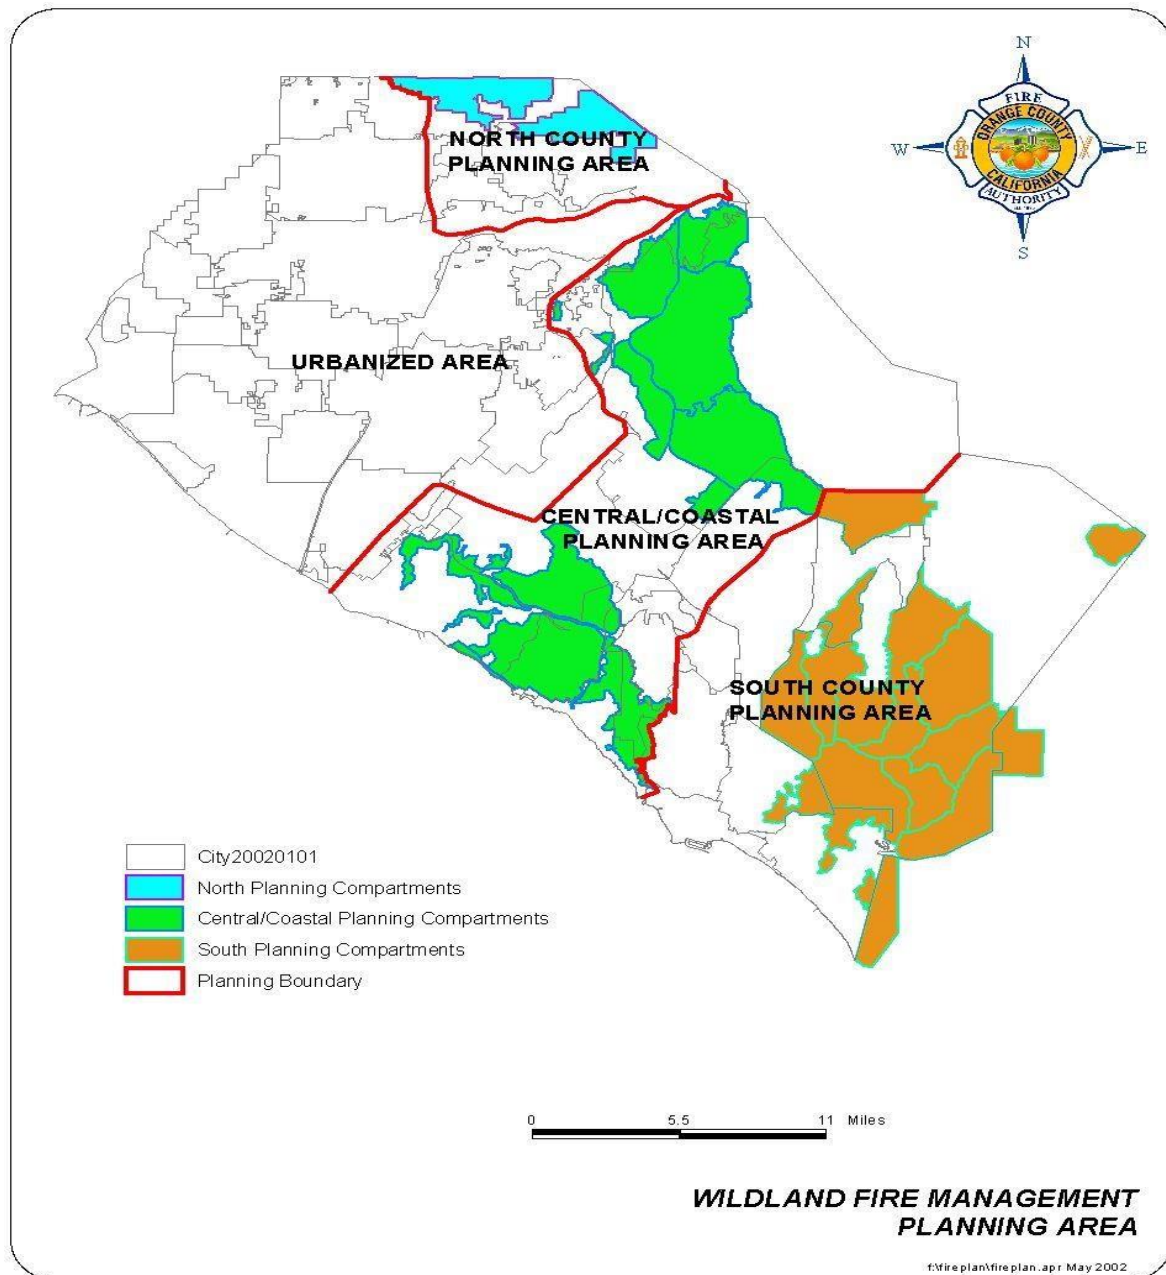 N
FIRE
ORANGE COUNTY
W
E
CALIFORNIA
AUTHORITY
S
NORTH COUNTY
PLANNING AREA
URBANIZED AREA
CENTRAL/COASTAL
PLANNING AREA
SOUTH COUNTY
PLANNING AREA
City20020101
North Planning Compartments
Central/Coastal Planning Compartments
South Planning Compartments
Planning Boundary
0 5.5 11 Miles
WILDLAND FIRE MANAGEMENT
PLANNING AREA
f:\fireplan\fireplan.apr May 2002